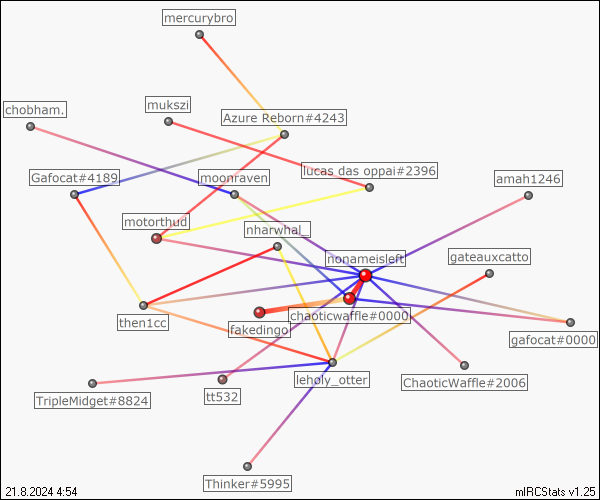 mercurybro
chobham.
mukszi
Azure Reborn#4243
Gafocat#4189
moonraven
lucas das oppai#2396
amah1246
motorthud
nharwhal_
nonameisleft
gateauxcatto
then1cc
fakedingo
chaoticwaffle#0000
gafocat#0000
TripleMidget#8824
tt532
leholy_otter
ChaoticWaffle#2006
Thinker#5995
21.8.2024 4:54
mIRCStats v1.25